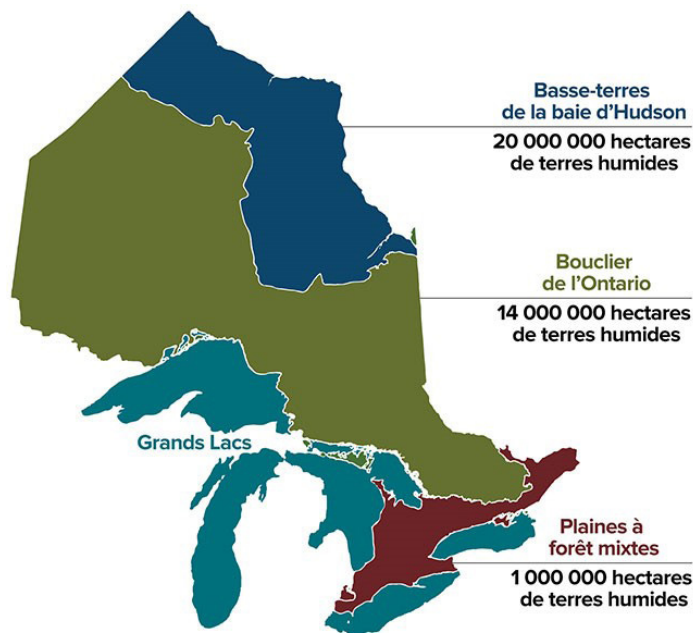 Basse-terres
de la baie d'Hudson
20 000 000 hectares
de terres humides
Bouclier
de l'Ontario
14 000 000 hectares
de terres humides
Grands Lacs
Plaines à
forêt mixtes
1 000 000 hectares
de terres humides